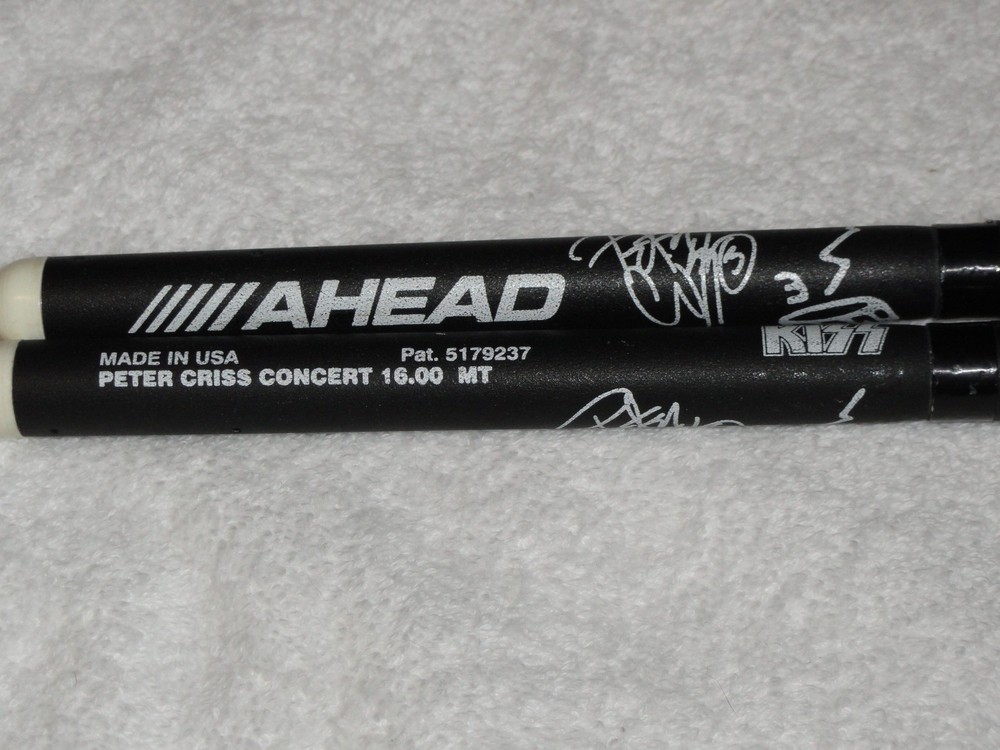 /////AHEAD
KISS
MADE IN USA Pat. 5179237
PETER CRISS CONCERT 16.00 MT